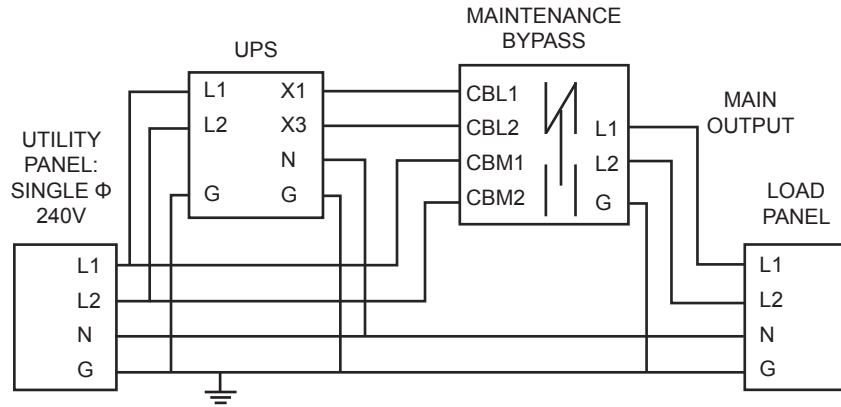 MAINTENANCE
BYPASS
UPS
L1
X1
L2
X3
N
G
G
CBL1
CBL2
CBM1
CBM2
L1
L2
G
MAIN
OUTPUT
UTILITY
PANEL:
SINGLE Φ
240V
L1
L2
N
G
LOAD
PANEL
L1
L2
N
G